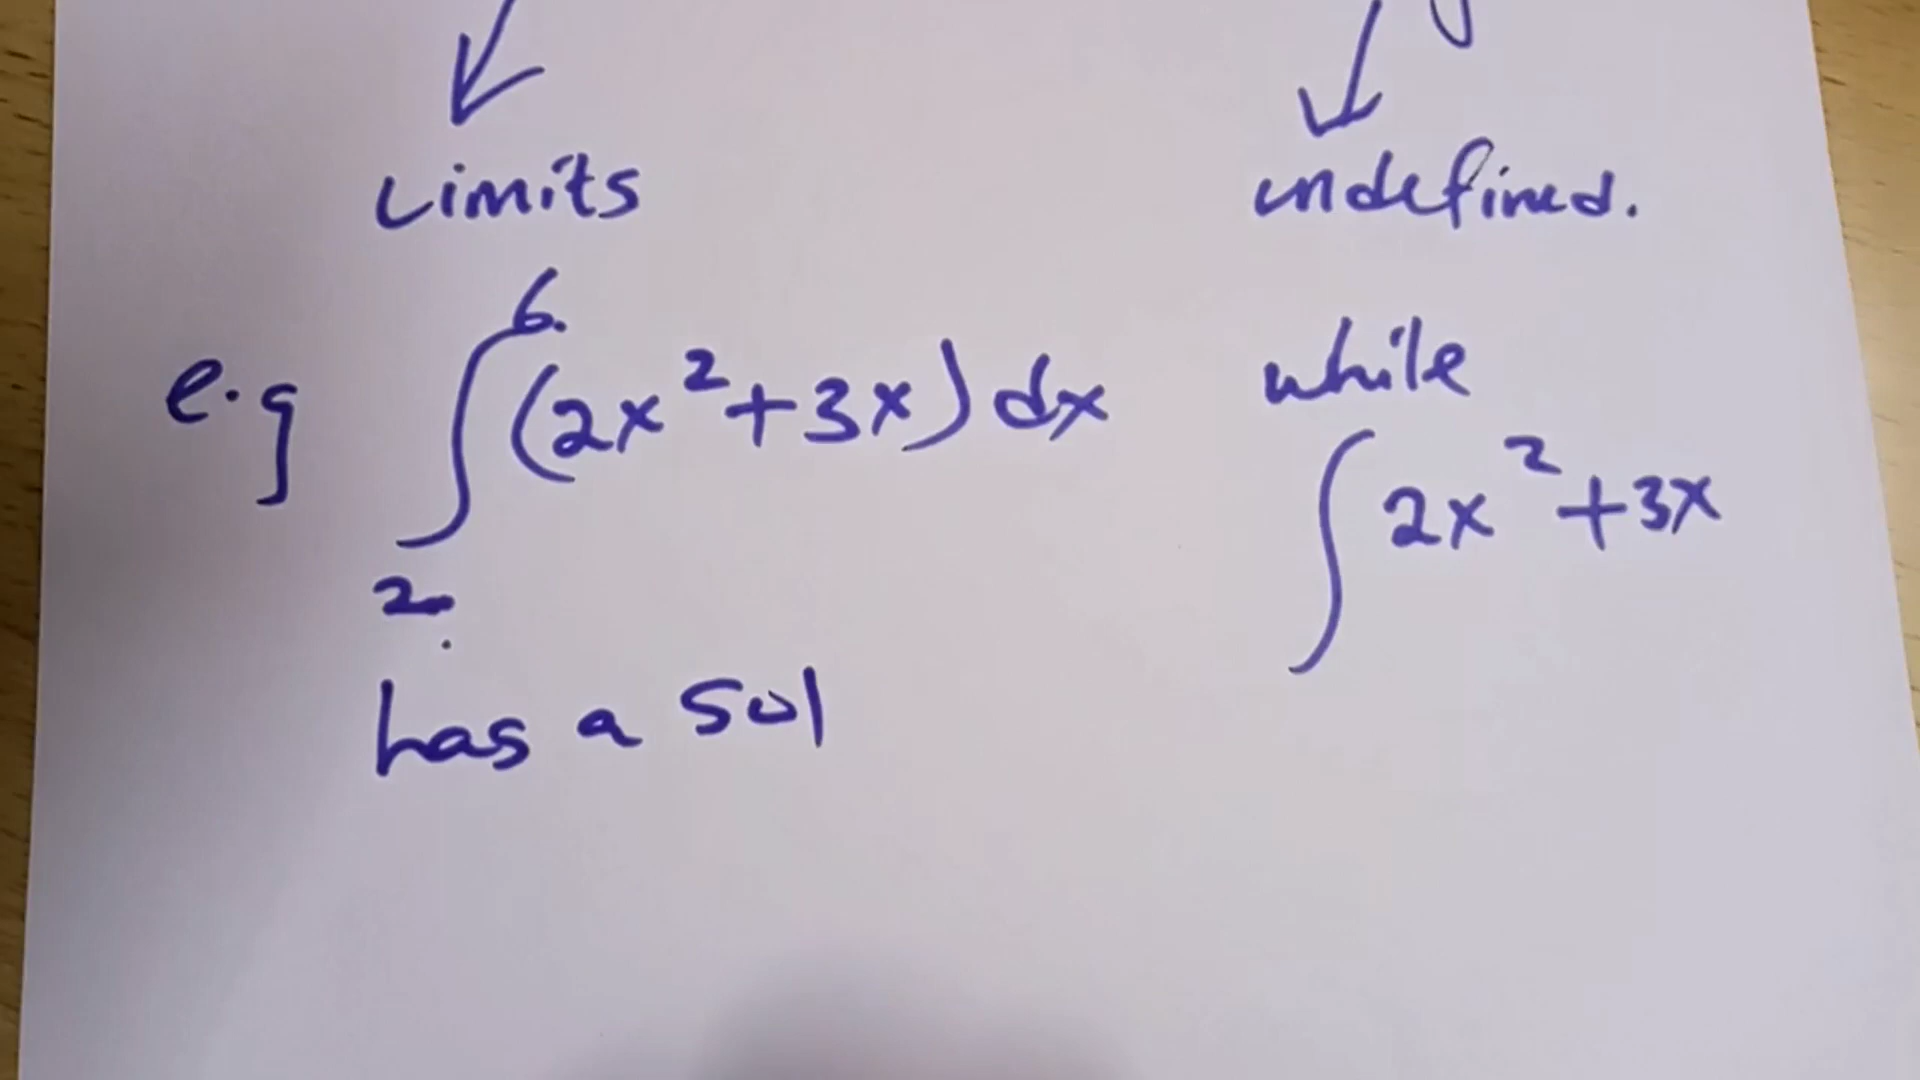 Limits
undefined.
e.g ∫₂⁶ (2x²+3x) dx
while
∫ 2x²+3x
has a sol